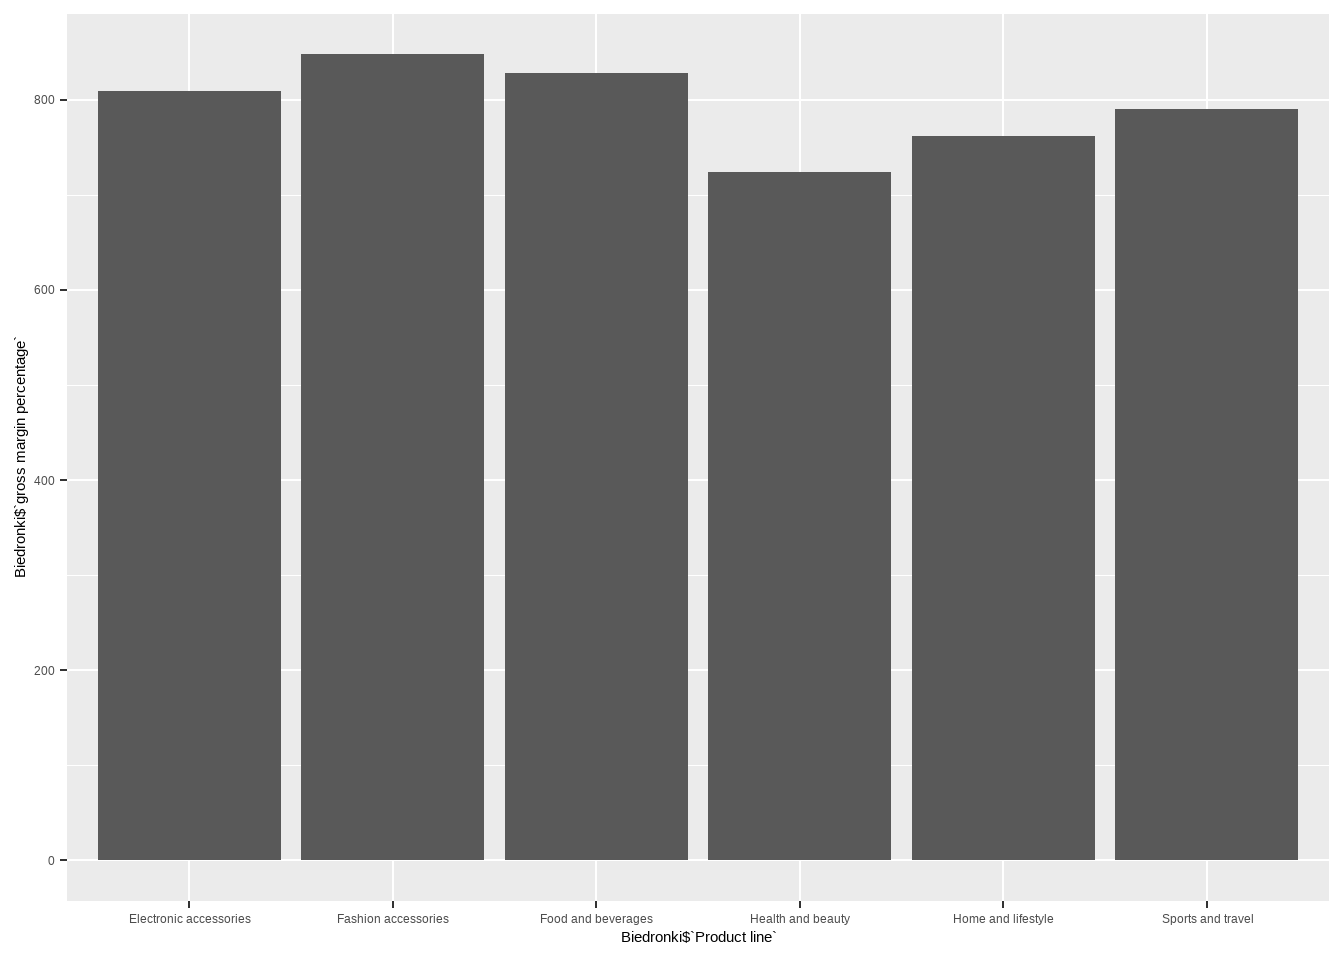 Biedronki$`gross margin percentage`
800
600
400
200
0
Electronic accessories
Fashion accessories
Food and beverages
Health and beauty
Home and lifestyle
Sports and travel
Biedronki$`Product line`